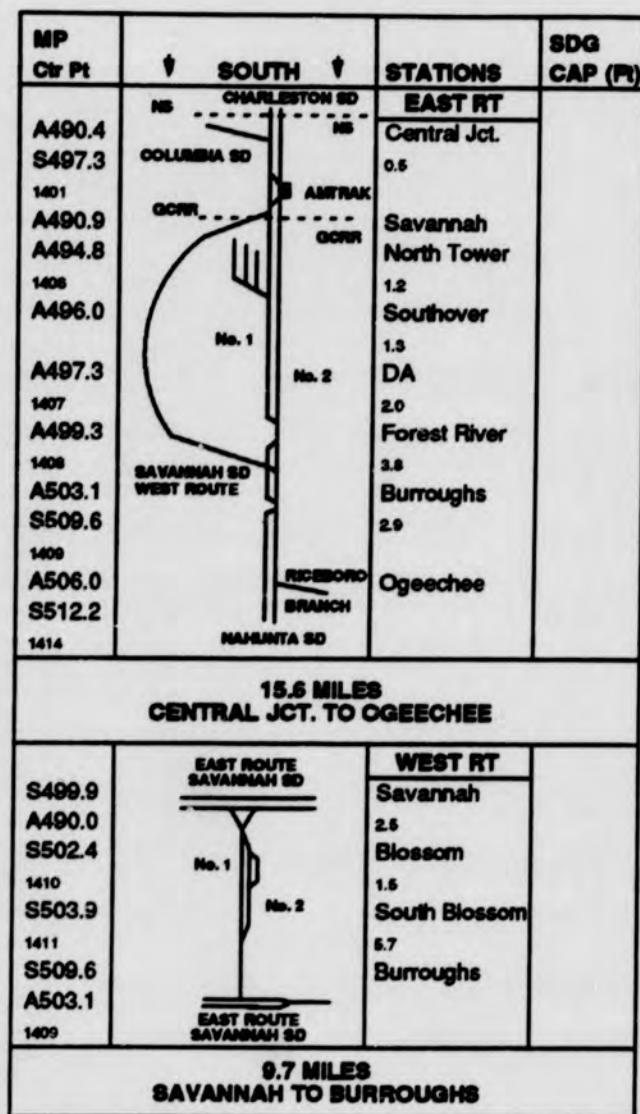 MP
Ctr Pt
SOUTH
STATIONS
SDG
CAP (Ft)
CHARLESTON SD
EAST RT
NS
NS
A490.4
Central Jct.
S497.3
COLUMBIA SD
0.5
1401
AMTRAK
A490.9
GCRR
Savannah
A494.8
GCRR
North Tower
1406
1.2
A496.0
Southover
No. 1
1.3
A497.3
No. 2
DA
1407
2.0
A499.3
Forest River
1408
SAVANNAH SD
3.8
A503.1
WEST ROUTE
Burroughs
S509.6
2.9
1409
A506.0
RICEBORO
Ogeechee
S512.2
BRANCH
1414
NAHUNTA SD
15.6 MILES
CENTRAL JCT. TO OGEECHEE
EAST ROUTE
SAVANNAH SD
WEST RT
S499.9
Savannah
A490.0
2.5
S502.4
Blossom
1410
No. 1
1.5
S503.9
No. 2
South Blossom
1411
5.7
S509.6
Burroughs
A503.1
1409
EAST ROUTE
SAVANNAH SD
9.7 MILES
SAVANNAH TO BURROUGHS